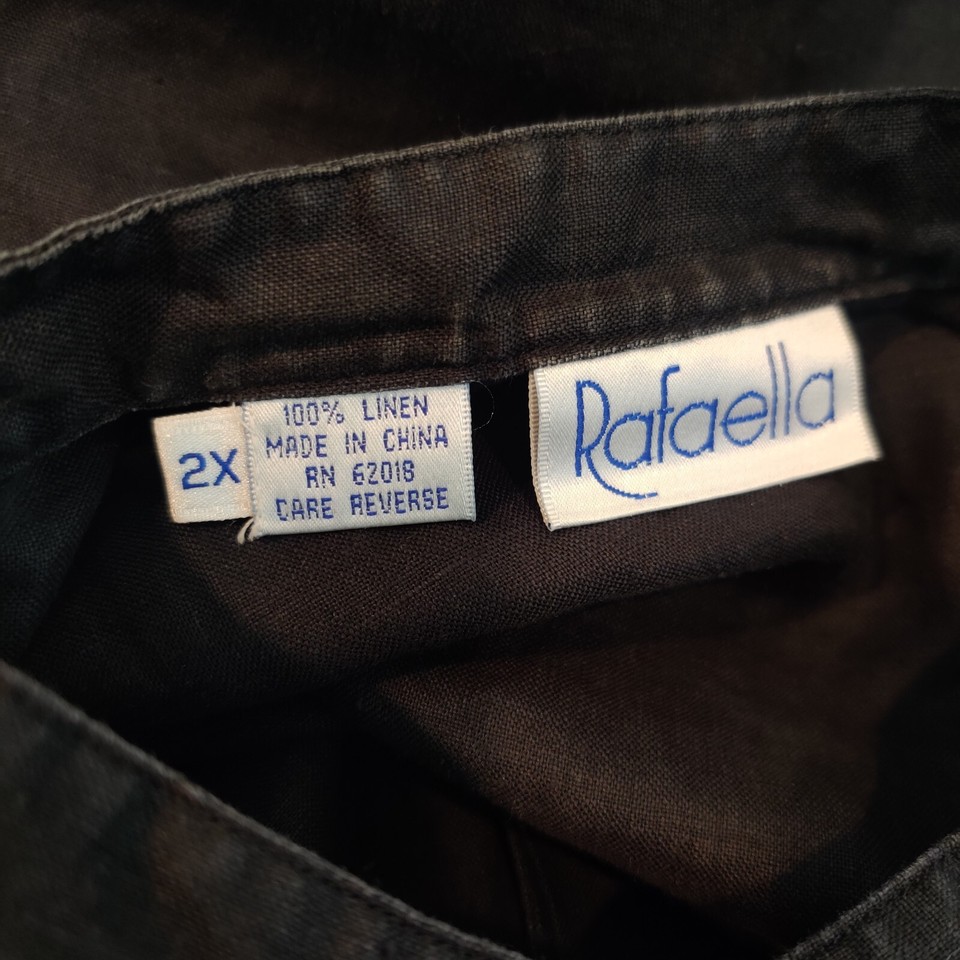 2X
100% LINEN
MADE IN CHINA
RN 62018
CARE REVERSE
Rafaella